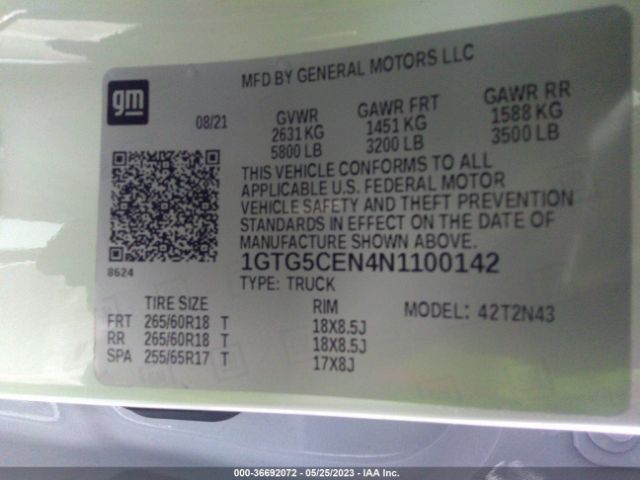 MFD BY GENERAL MOTORS LLC
gm
08/21
GVWR
2631 KG
5800 LB
GAWR FRT
1451 KG
3200 LB
GAWR RR
1588 KG
3500 LB
THIS VEHICLE CONFORMS TO ALL
APPLICABLE U.S. FEDERAL MOTOR
VEHICLE SAFETY AND THEFT PREVENTION
STANDARDS IN EFFECT ON THE DATE OF
MANUFACTURE SHOWN ABOVE.
8624
1GTG5CEN4N1100142
TYPE: TRUCK
MODEL: 42T2N43
TIRE SIZE RIM
FRT 265/60R18 T 18X8.5J
RR 265/60R18 T 18X8.5J
SPA 255/65R17 T 17X8J
000-36692072 - 05/25/2023 - IAA Inc.